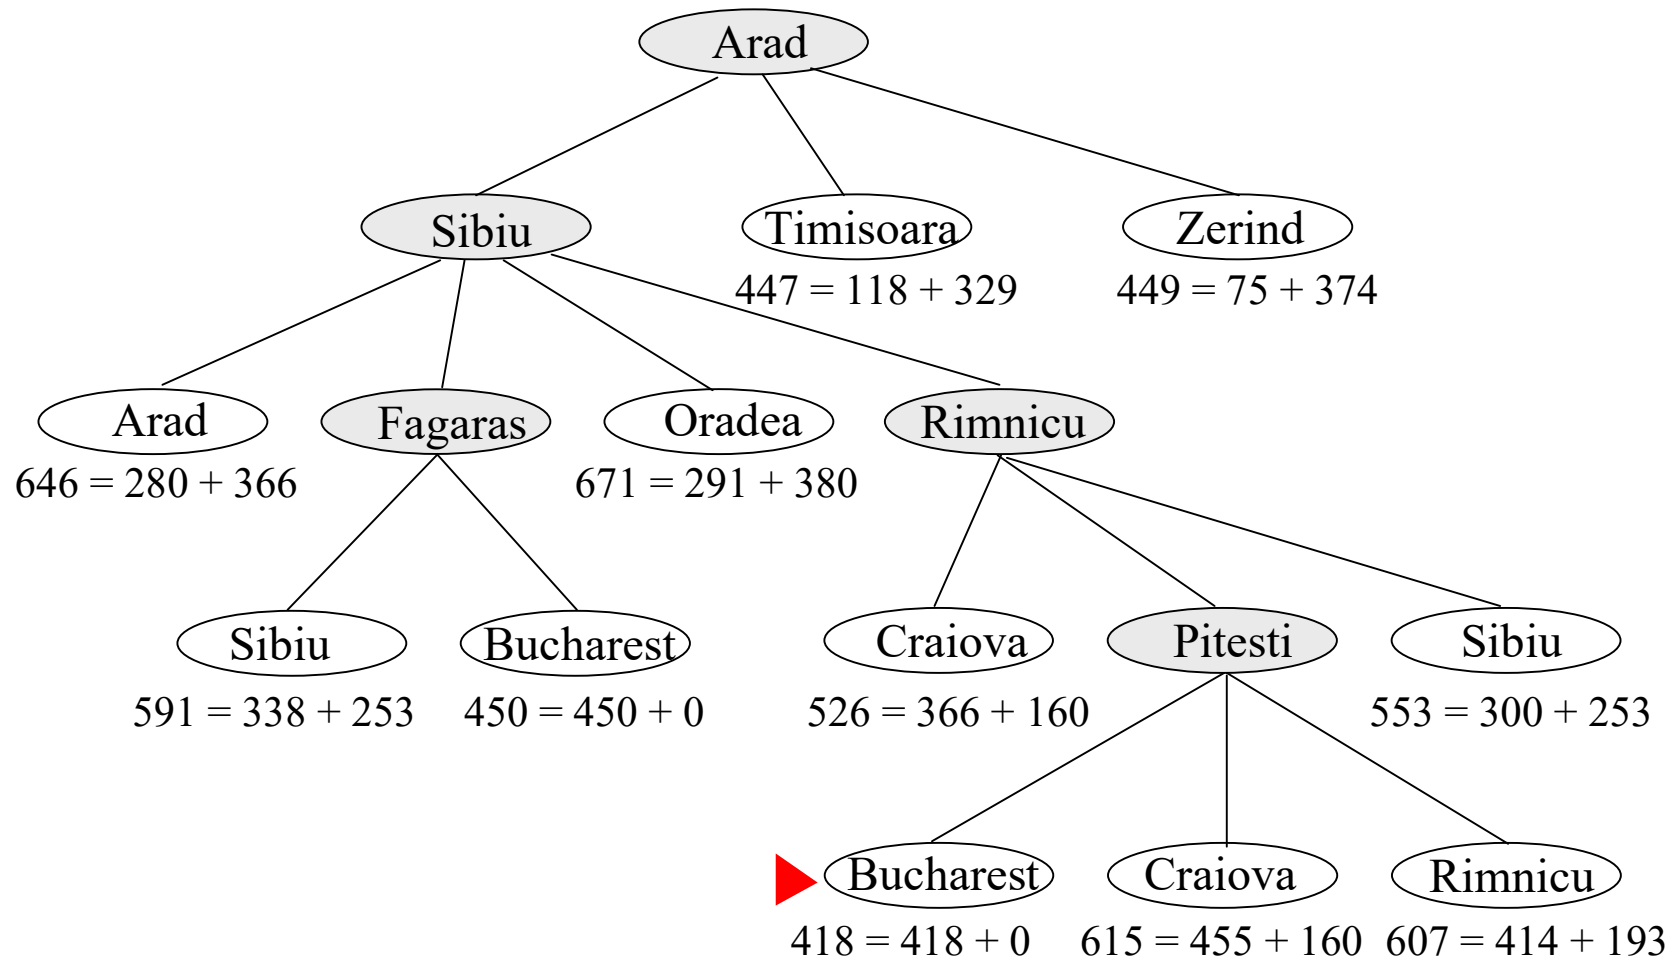 Arad
Sibiu
Timisoara
Zerind
447 = 118 + 329
449 = 75 + 374
Arad
Fagaras
Oradea
Rimnicu
646 = 280 + 366
671 = 291 + 380
Sibiu
Bucharest
Craiova
Pitesti
Sibiu
591 = 338 + 253
450 = 450 + 0
526 = 366 + 160
553 = 300 + 253
Bucharest
Craiova
Rimnicu
418 = 418 + 0
615 = 455 + 160
607 = 414 + 193